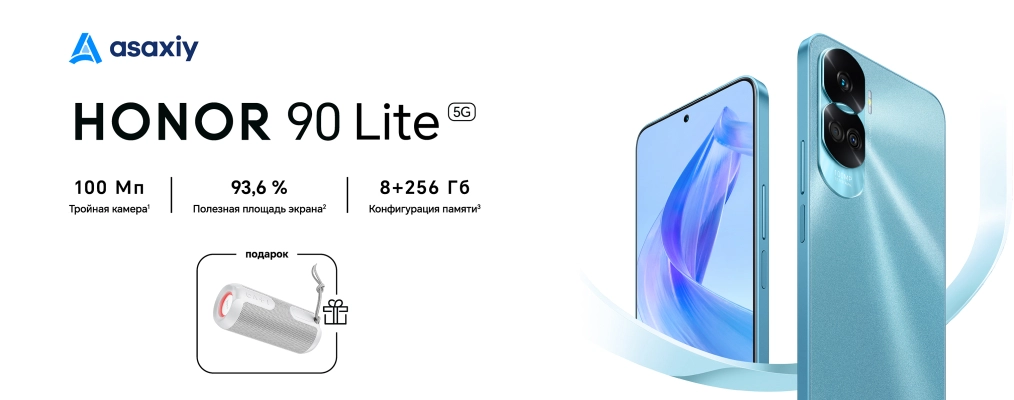 asaxiy
HONOR 90 Lite 5G
100 Мп
Тройная камера¹
93,6 %
Полезная площадь экрана²
8+256 Гб
Конфигурация памяти³
подарок